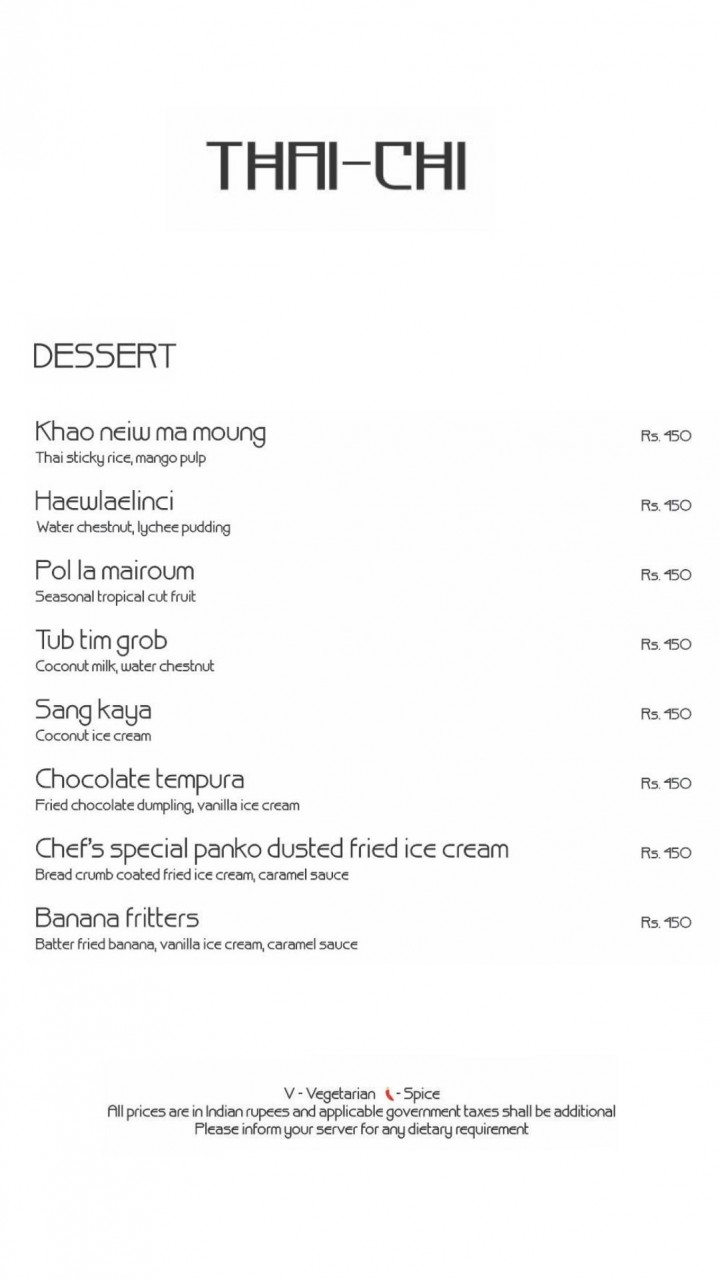 THAI-CHI
DESSERT
Khao neiw ma moung Rs. 450
Thai sticky rice, mango pulp
Haewlaelinci Rs. 450
Water chestnut, lychee pudding
Pol la mairoum Rs. 450
Seasonal tropical cut fruit
Tub tim grob Rs. 450
Coconut milk, water chestnut
Sang kaya Rs. 450
Coconut ice cream
Chocolate tempura Rs. 450
Fried chocolate dumpling, vanilla ice cream
Chef's special panko dusted fried ice cream Rs. 450
Bread crumb coated fried ice cream, caramel sauce
Banana fritters Rs. 450
Batter fried banana, vanilla ice cream, caramel sauce
V - Vegetarian 🌶 - Spice
All prices are in Indian rupees and applicable government taxes shall be additional
Please inform your server for any dietary requirement